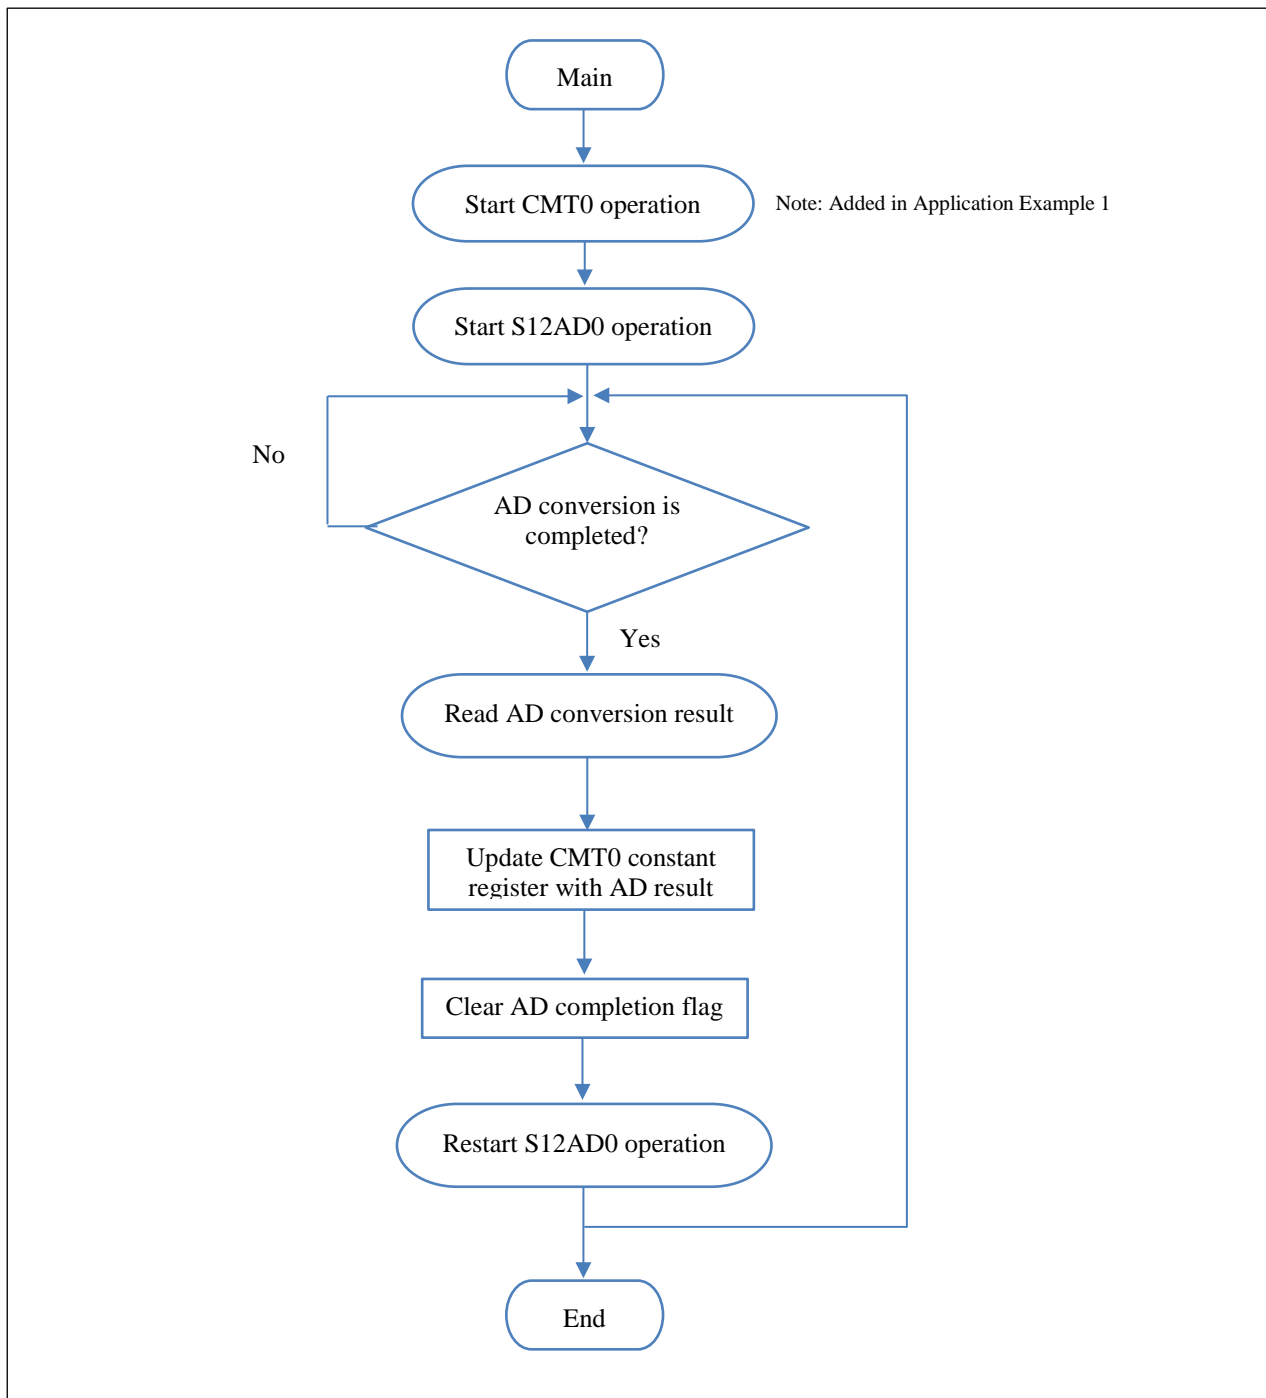 Main
Start CMT0 operation
Note: Added in Application Example 1
Start S12AD0 operation
No
AD conversion is
completed?
Yes
Read AD conversion result
Update CMT0 constant
register with AD result
Clear AD completion flag
Restart S12AD0 operation
End